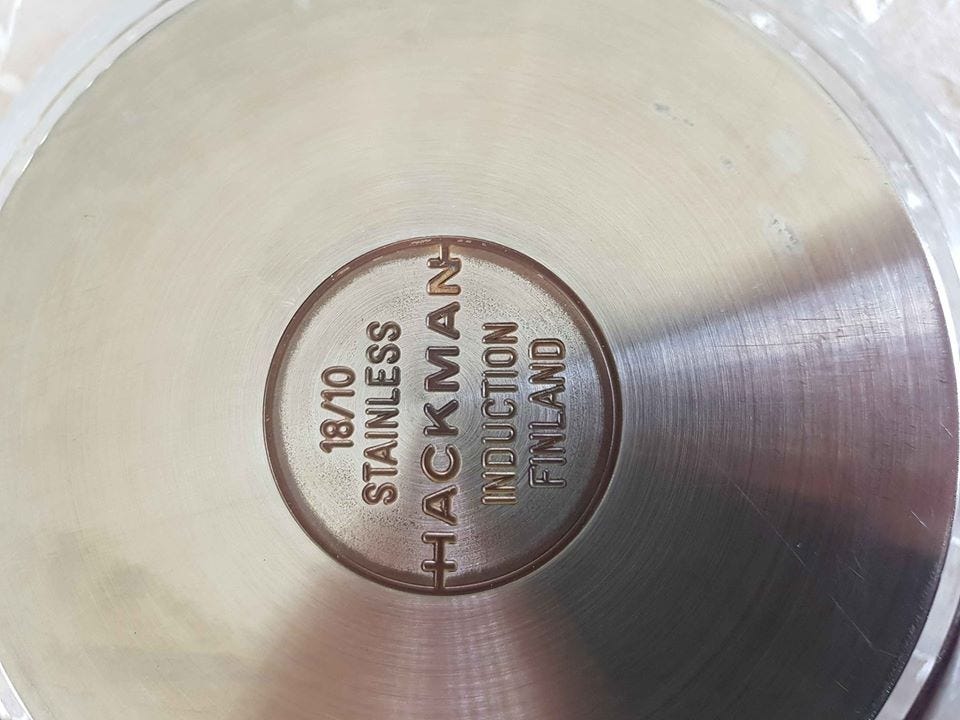 18/10
STAINLESS
HACKMAN
INDUCTION
FINLAND